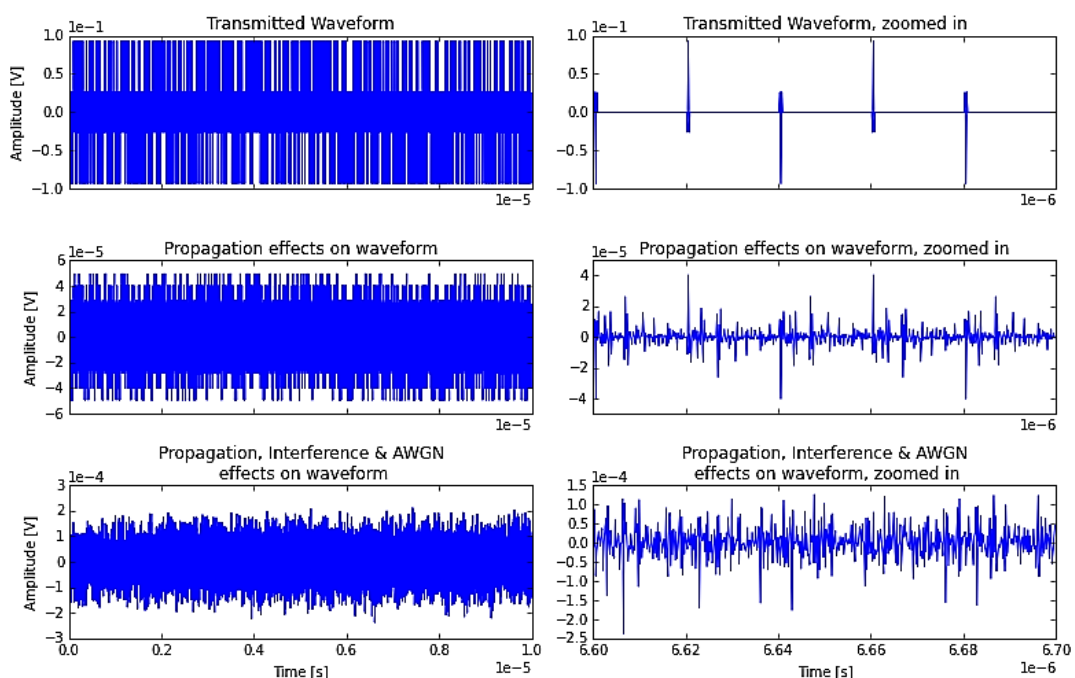 Transmitted Waveform
1e−1
1.0
0.5
0.0
−0.5
−1.0
Amplitude [V]
1e−5
Transmitted Waveform, zoomed in
1e−1
1.0
0.5
0.0
−0.5
−1.0
1e−6
Propagation effects on waveform
1e−5
6
4
2
0
−2
−4
−6
Amplitude [V]
1e−5
Propagation effects on waveform, zoomed in
1e−5
4
2
0
−2
−4
1e−6
Propagation, Interference & AWGN
effects on waveform
1e−4
3
2
1
0
−1
−2
−3
Amplitude [V]
0.0 0.2 0.4 0.6 0.8 1.0
Time [s]
1e−5
Propagation, Interference & AWGN
effects on waveform, zoomed in
1e−4
1.5
1.0
0.5
0.0
−0.5
−1.0
−1.5
−2.0
−2.5
6.60 6.62 6.64 6.66 6.68 6.70
Time [s]
1e−6